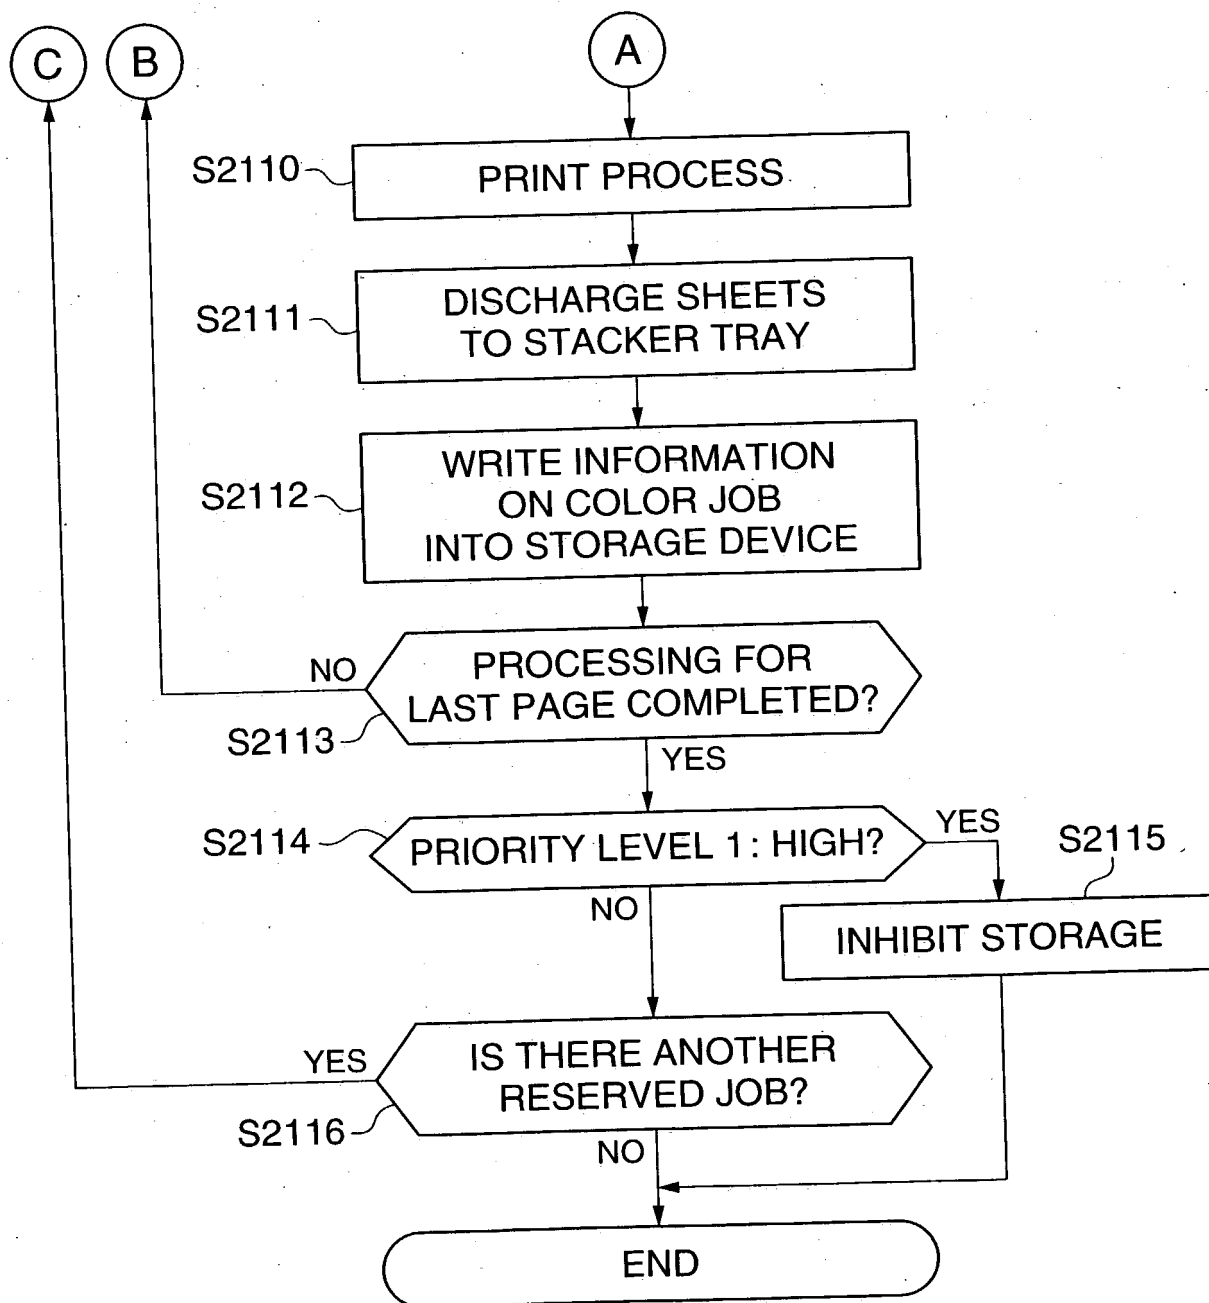 C
B
A
S2110
PRINT PROCESS
S2111
DISCHARGE SHEETS
TO STACKER TRAY
S2112
WRITE INFORMATION
ON COLOR JOB
INTO STORAGE DEVICE
NO
PROCESSING FOR
LAST PAGE COMPLETED?
S2113
YES
S2114
PRIORITY LEVEL 1: HIGH?
YES
S2115
NO
INHIBIT STORAGE
YES
IS THERE ANOTHER
RESERVED JOB?
S2116
NO
END